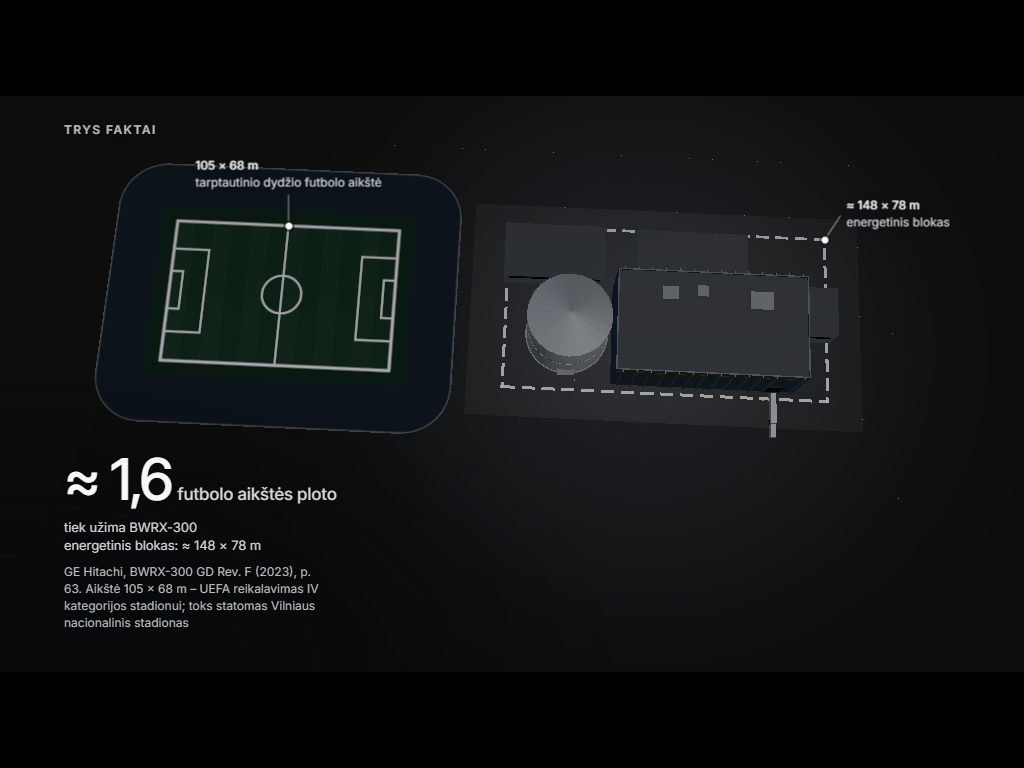 TRYS FAKTAI
105 × 68 m
tarptautinio dydžio futbolo aikštė
≈ 148 × 78 m
energetinis blokas
≈ 1,6 futbolo aikštės ploto
tiek užima BWRX-300
energetinis blokas: ≈ 148 × 78 m
GE Hitachi, BWRX-300 GD Rev. F (2023), p.
63. Aikštė 105 × 68 m – UEFA reikalavimas IV
kategorijos stadionui; toks statomas Vilniaus
nacionalinis stadionas